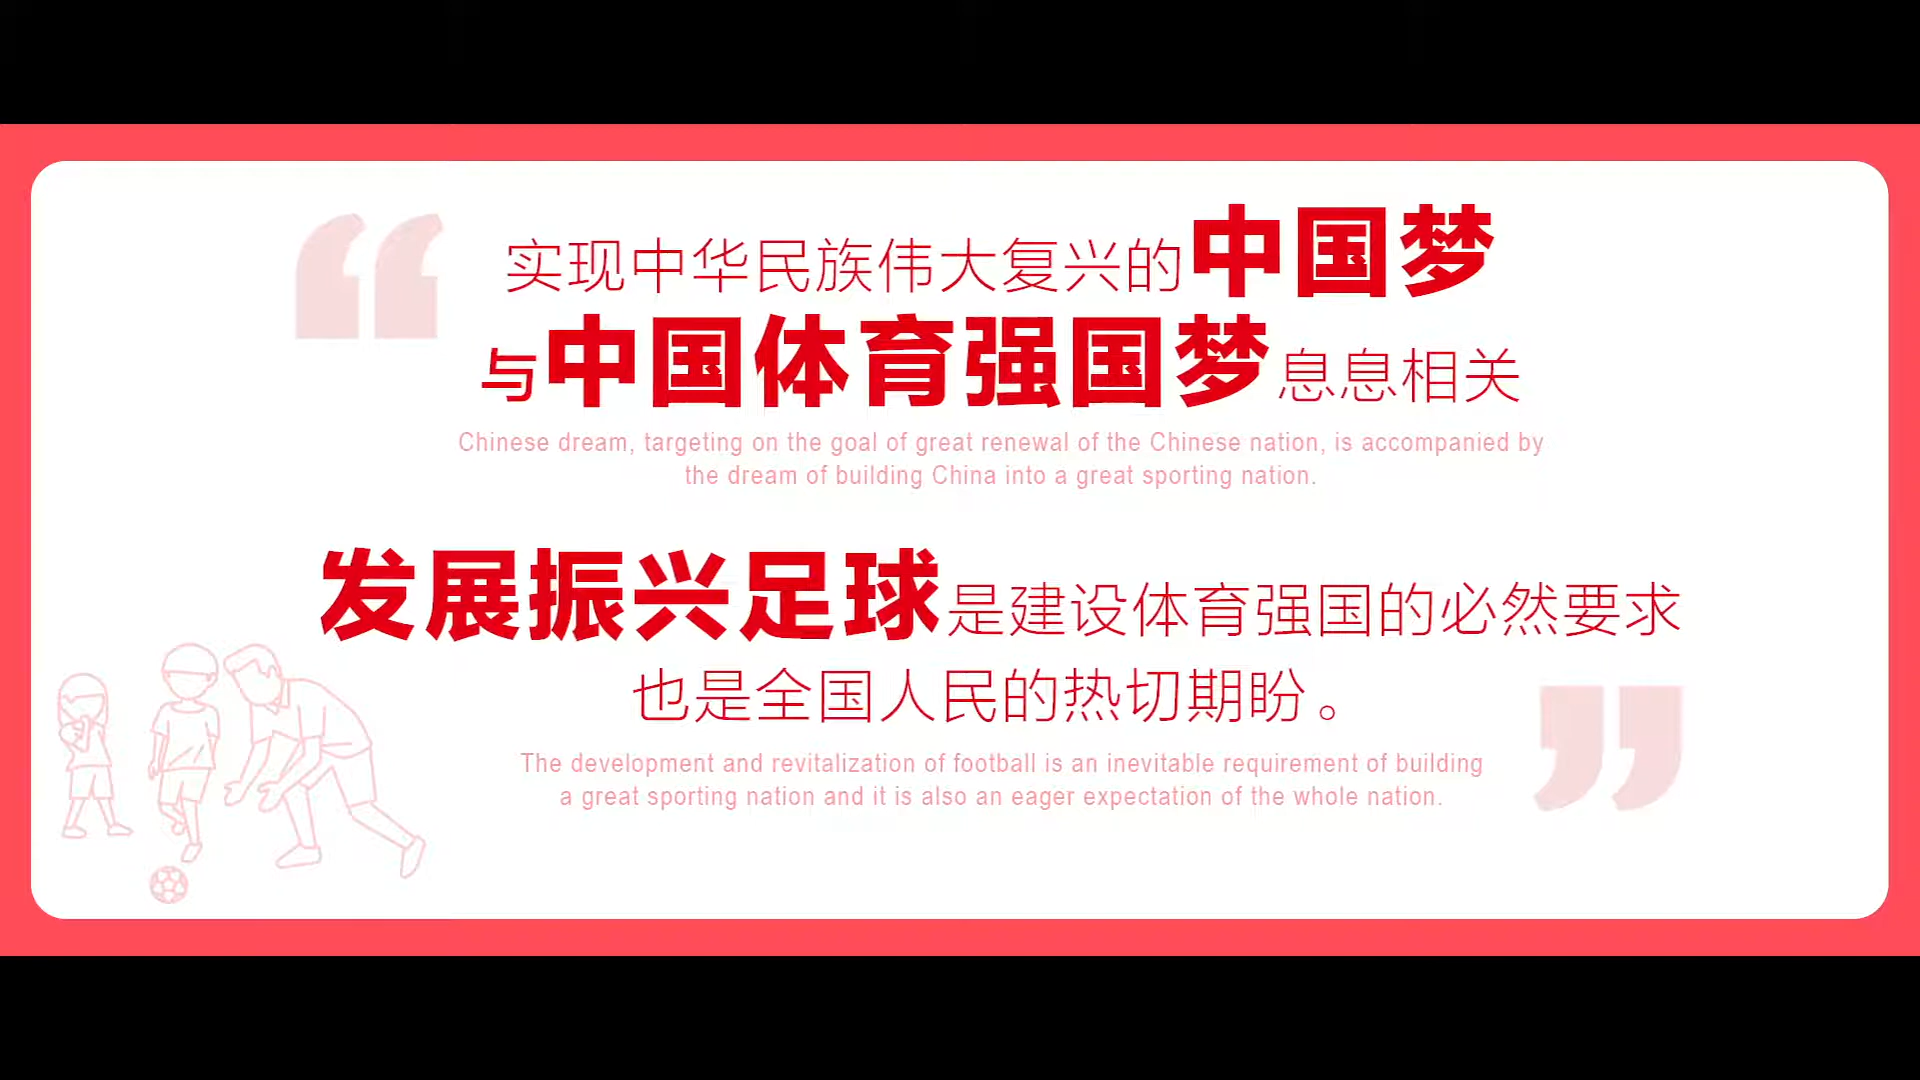 “实现中华民族伟大复兴的中国梦
与中国体育强国梦息息相关
Chinese dream, targeting on the goal of great renewal of the Chinese nation, is accompanied by
the dream of building China into a great sporting nation.
发展振兴足球是建设体育强国的必然要求
也是全国人民的热切期盼。”
The development and revitalization of football is an inevitable requirement of building
a great sporting nation and it is also an eager expectation of the whole nation.